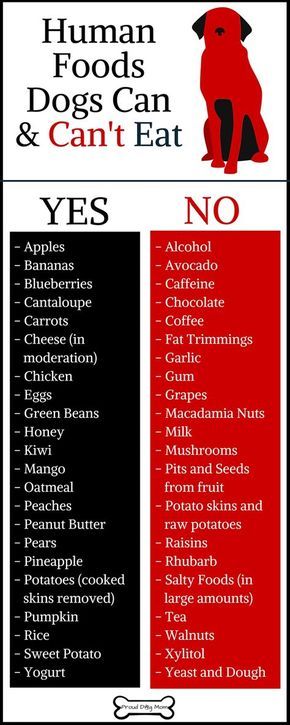 Human
Foods
Dogs Can
& Can't Eat
YES
- Apples
- Bananas
- Blueberries
- Cantaloupe
- Carrots
- Cheese (in
moderation)
- Chicken
- Eggs
- Green Beans
- Honey
- Kiwi
- Mango
- Oatmeal
- Peaches
- Peanut Butter
- Pears
- Pineapple
- Potatoes (cooked
skins removed)
- Pumpkin
- Rice
- Sweet Potato
- Yogurt
NO
- Alcohol
- Avocado
- Caffeine
- Chocolate
- Coffee
- Fat Trimmings
- Garlic
- Gum
- Grapes
- Macadamia Nuts
- Milk
- Mushrooms
- Pits and Seeds
from fruit
- Potato skins and
raw potatoes
- Raisins
- Rhubarb
- Salty Foods (in
large amounts)
- Tea
- Walnuts
- Xylitol
- Yeast and Dough
Proud Dog Mom